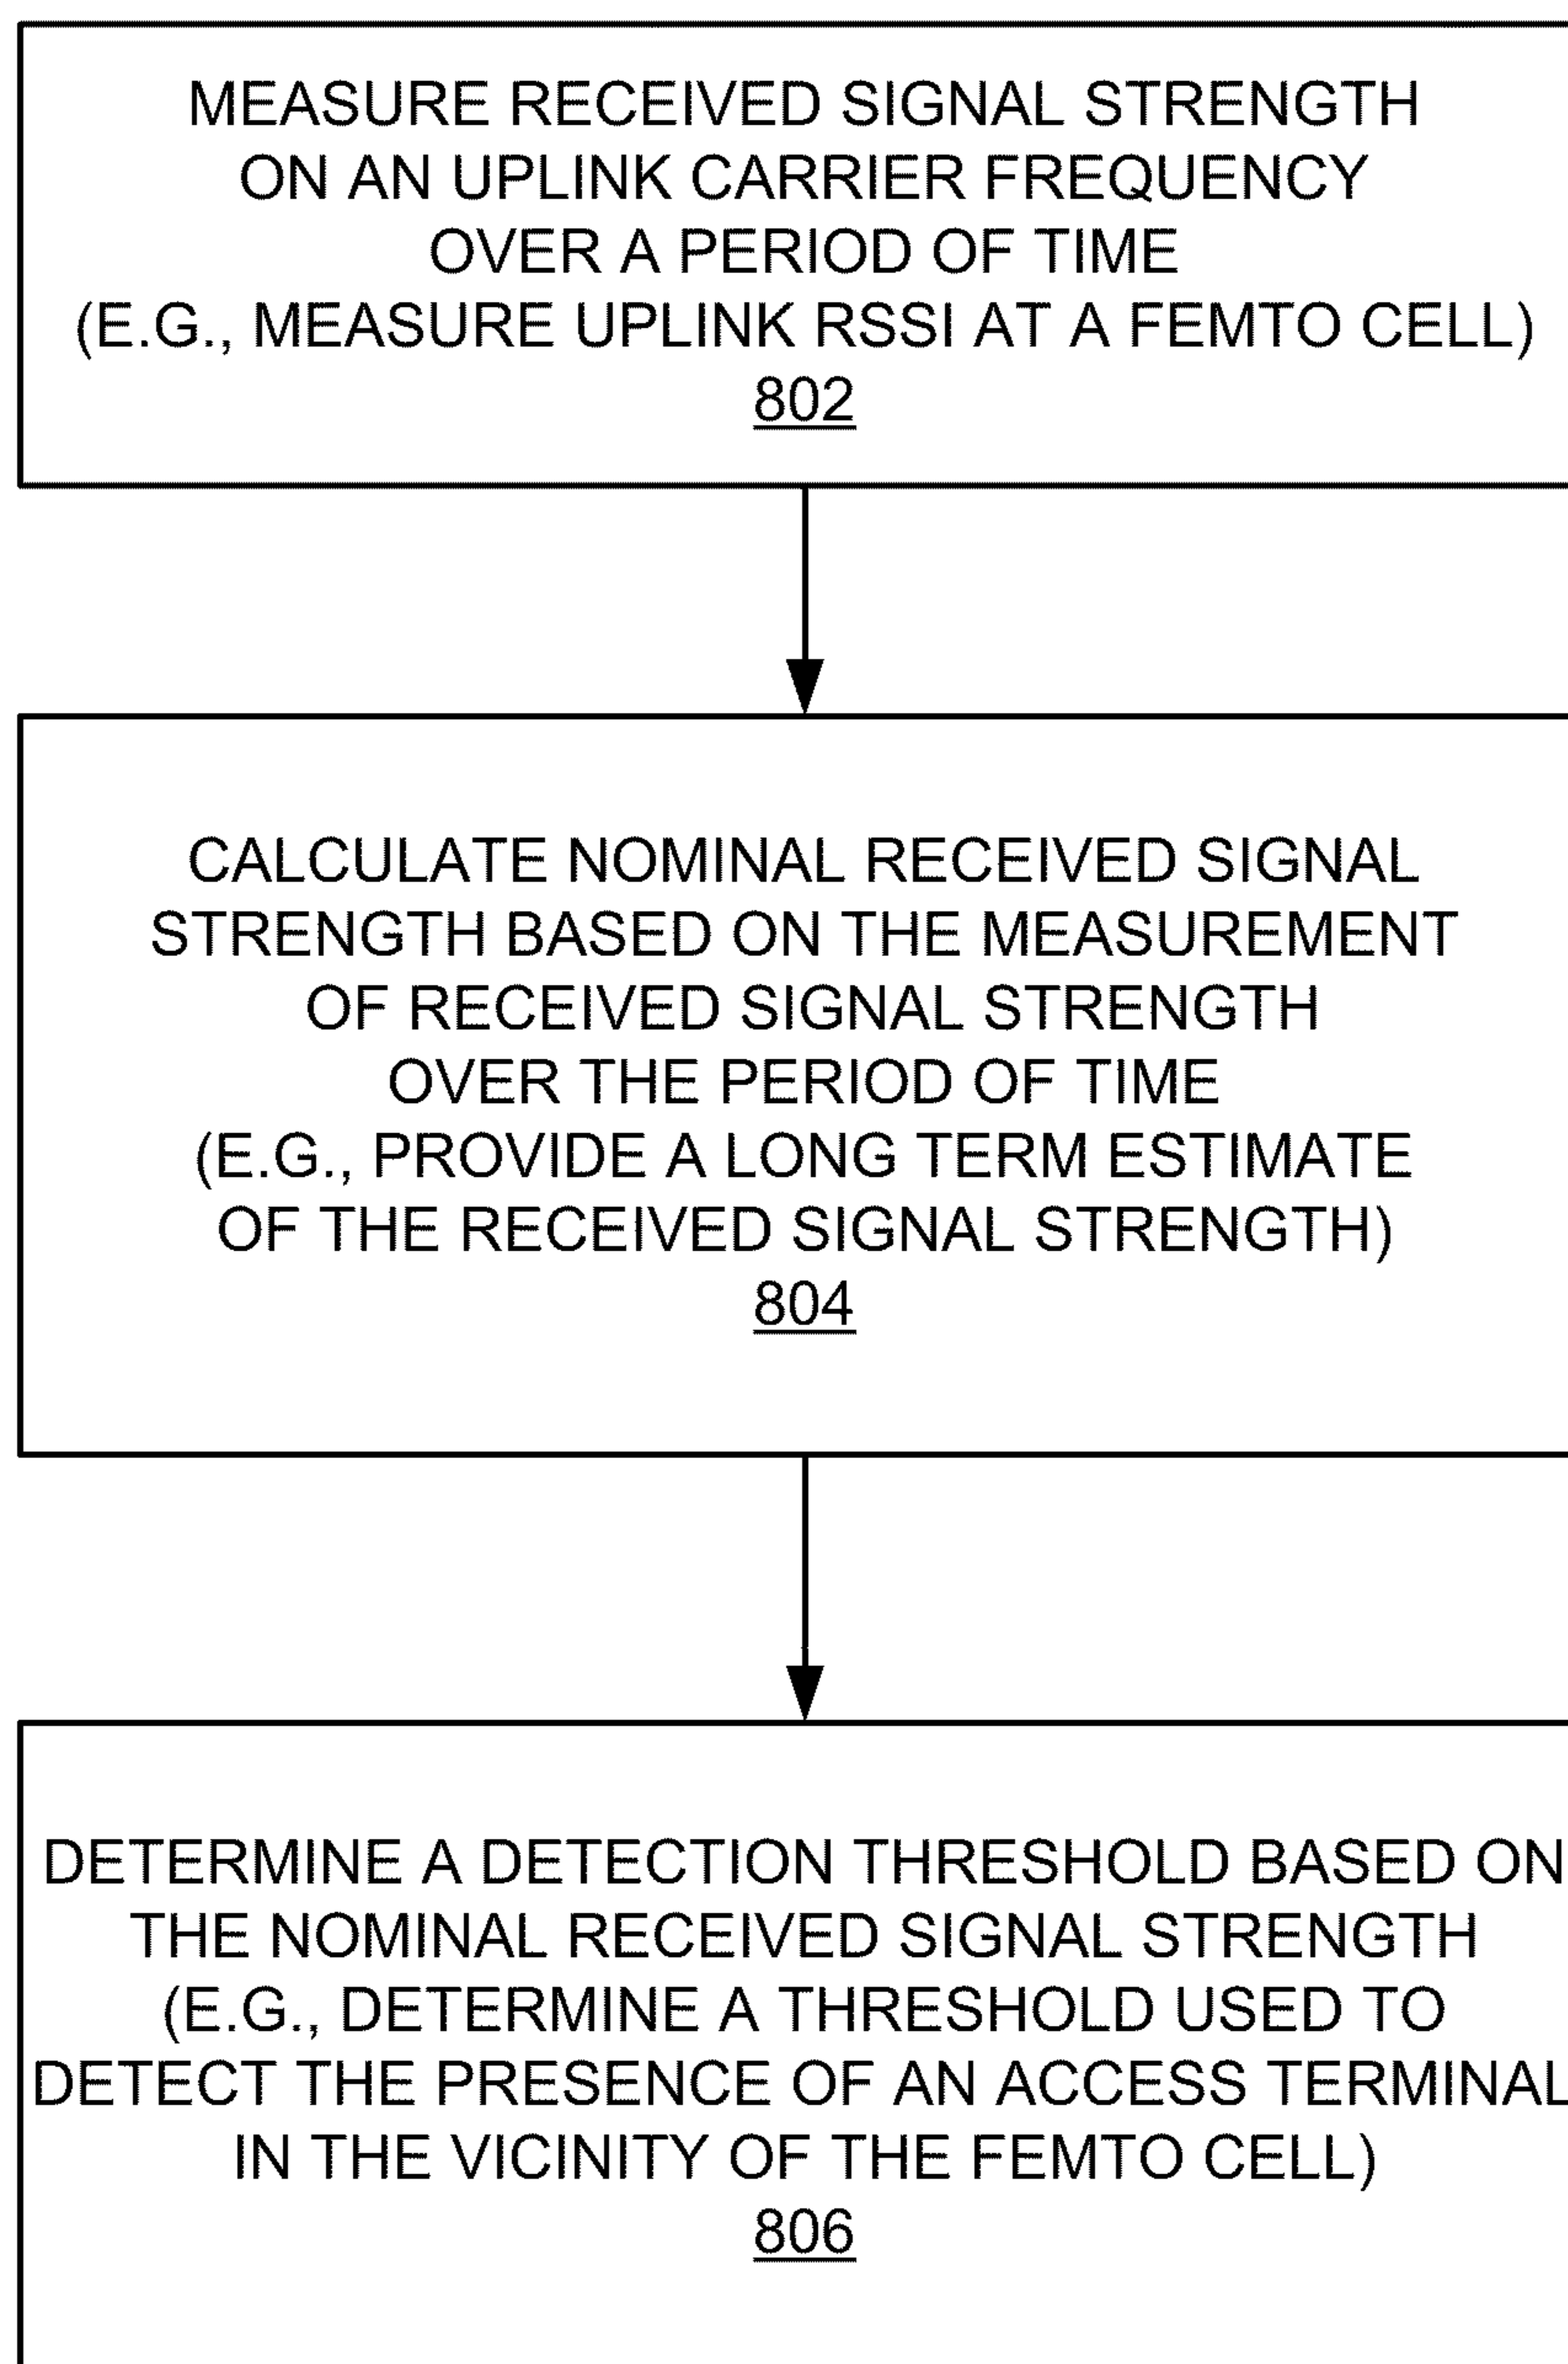 MEASURE RECEIVED SIGNAL STRENGTH
ON AN UPLINK CARRIER FREQUENCY
OVER A PERIOD OF TIME
(E.G., MEASURE UPLINK RSSI AT A FEMTO CELL)
802
CALCULATE NOMINAL RECEIVED SIGNAL
STRENGTH BASED ON THE MEASUREMENT
OF RECEIVED SIGNAL STRENGTH
OVER THE PERIOD OF TIME
(E.G., PROVIDE A LONG TERM ESTIMATE
OF THE RECEIVED SIGNAL STRENGTH)
804
DETERMINE A DETECTION THRESHOLD BASED ON
THE NOMINAL RECEIVED SIGNAL STRENGTH
(E.G., DETERMINE A THRESHOLD USED TO
DETECT THE PRESENCE OF AN ACCESS TERMINAL
IN THE VICINITY OF THE FEMTO CELL)
806